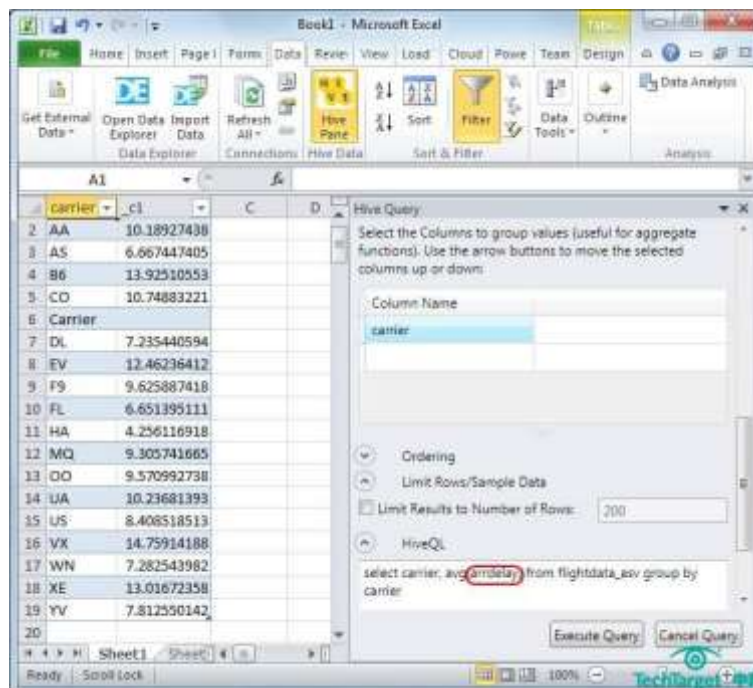 Book1 - Microsoft Excel
File Home Insert Page l Form Data Revie View Load Cloud Powe Team Design
Get External Data
Open Data Explorer
Import Data
Data Explorer
Refresh All
Connections
Hive Pane
Hive Data
Sort
Filter
Sort & Filter
Data Tools
Outline
Data Analysis
Analysis
A1 fx
carrier _c1 C D
2 AA 10.18927438
3 AS 6.667447405
4 B6 13.92510553
5 CO 10.74883221
6 Carrier
7 DL 7.235440594
8 EV 12.46236412
9 F9 9.625887418
10 FL 6.651395111
11 HA 4.256116918
12 MQ 9.305741665
13 OO 9.570992738
14 UA 10.23681393
15 US 8.408518513
16 VX 14.75914188
17 WN 7.282543982
18 XE 13.01672358
19 YV 7.812550142
20
Sheet1 Sheet
Ready Scroll Lock 100%
Hive Query
Select the Columns to group values (useful for aggregate
functions). Use the arrow buttons to move the selected
columns up or down:
Column Name
carrier
Ordering
Limit Rows/Sample Data
Limit Results to Number of Rows: 200
HiveQL
select carrier, avg(arrdelay) from flightdata_asv group by
carrier
Execute Query Cancel Query
TechTarget